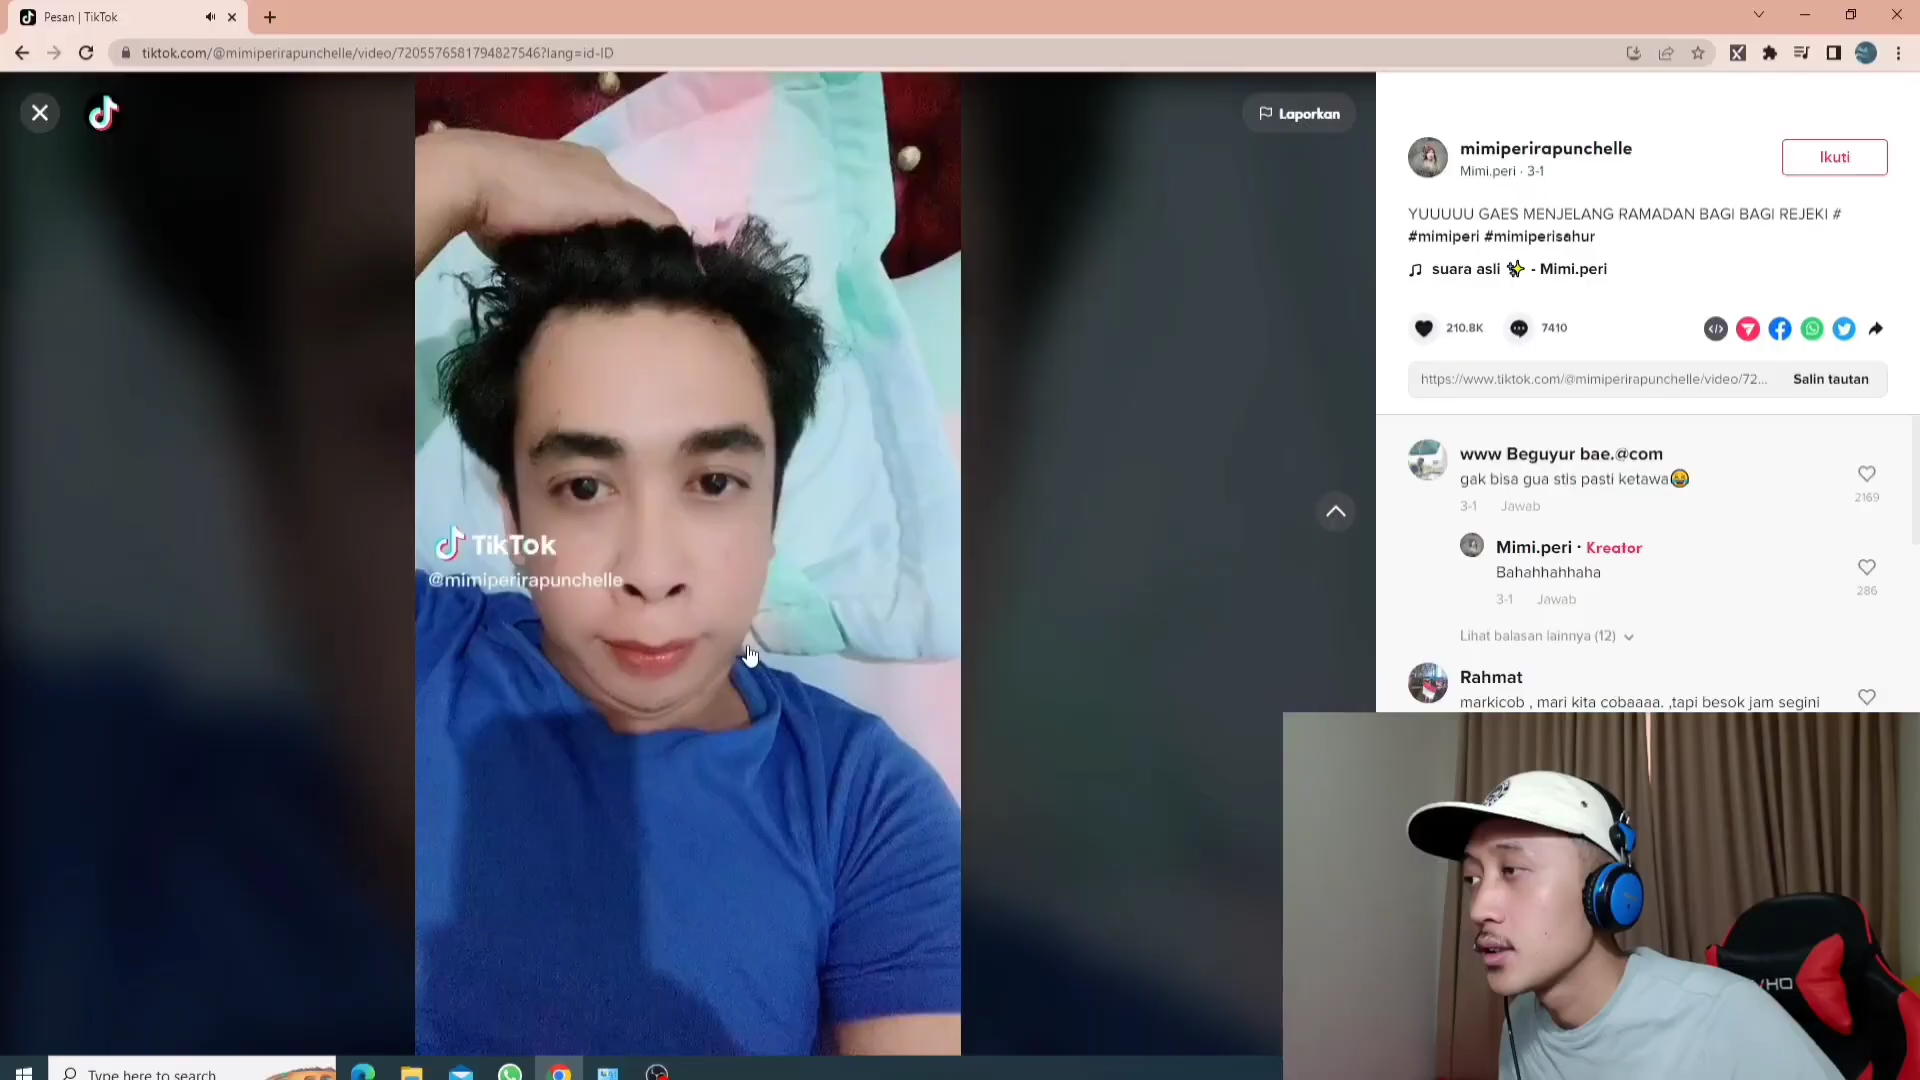 Pesan | TikTok
tiktok.com/@mimiperirapunchelle/video/7205576581794827546?lang=id-ID
Laporkan
TikTok
@mimiperirapunchelle
mimiperirapunchelle
Mimi.peri · 3-1
Ikuti
YUUUUU GAES MENJELANG RAMADAN BAGI BAGI REJEKI #
#mimiperi #mimiperisahur
suara asli ✨ - Mimi.peri
210.8K
7410
https://www.tiktok.com/@mimiperirapunchelle/video/72...
Salin tautan
www Beguyur bae.@com
gak bisa gua stls pasti ketawa😂
2169
3-1 Jawab
Mimi.peri · Kreator
Bahahhahhaha
286
3-1 Jawab
Lihat balasan lainnya (12)
Rahmat
markicob , mari kita cobaaaa. ,tapi besok jam segini
Type here to search